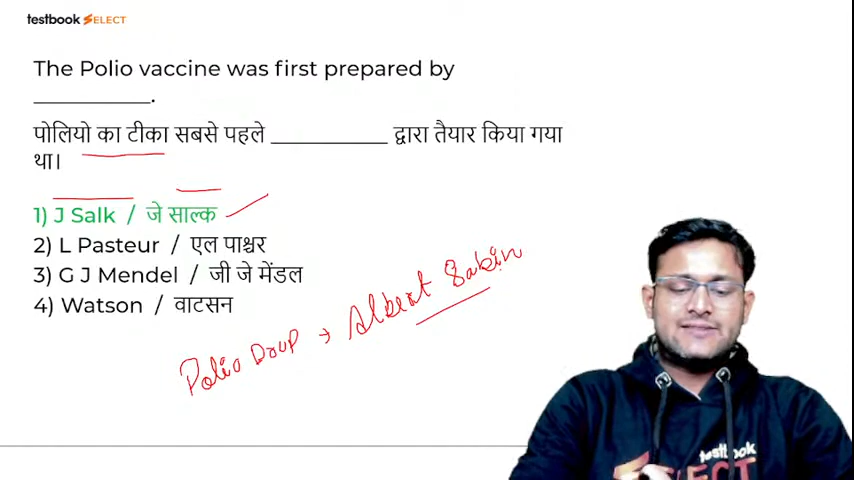 testbook SELECT
The Polio vaccine was first prepared by
__________.
पोलियो का टीका सबसे पहले __________ द्वारा तैयार किया गया
था।
1) J Salk / जे साल्क
2) L Pasteur / एल पाश्चर
3) G J Mendel / जी जे मेंडल
4) Watson / वाटसन
Polio Drop → Albert Sabin
testbook
SELECT